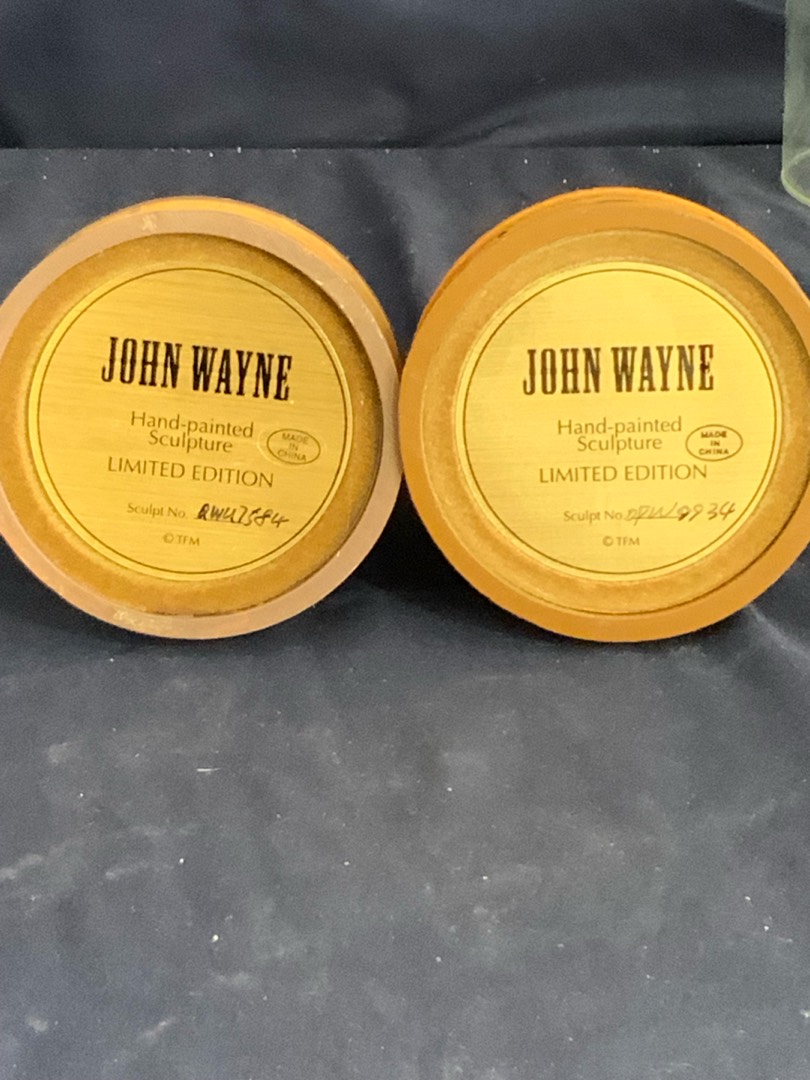 JOHN WAYNE
Hand-painted
Sculpture
MADE
IN
CHINA
LIMITED EDITION
Sculpt No.
© TFM
JOHN WAYNE
Hand-painted
Sculpture
MADE
IN
CHINA
LIMITED EDITION
Sculpt No.
© TFM